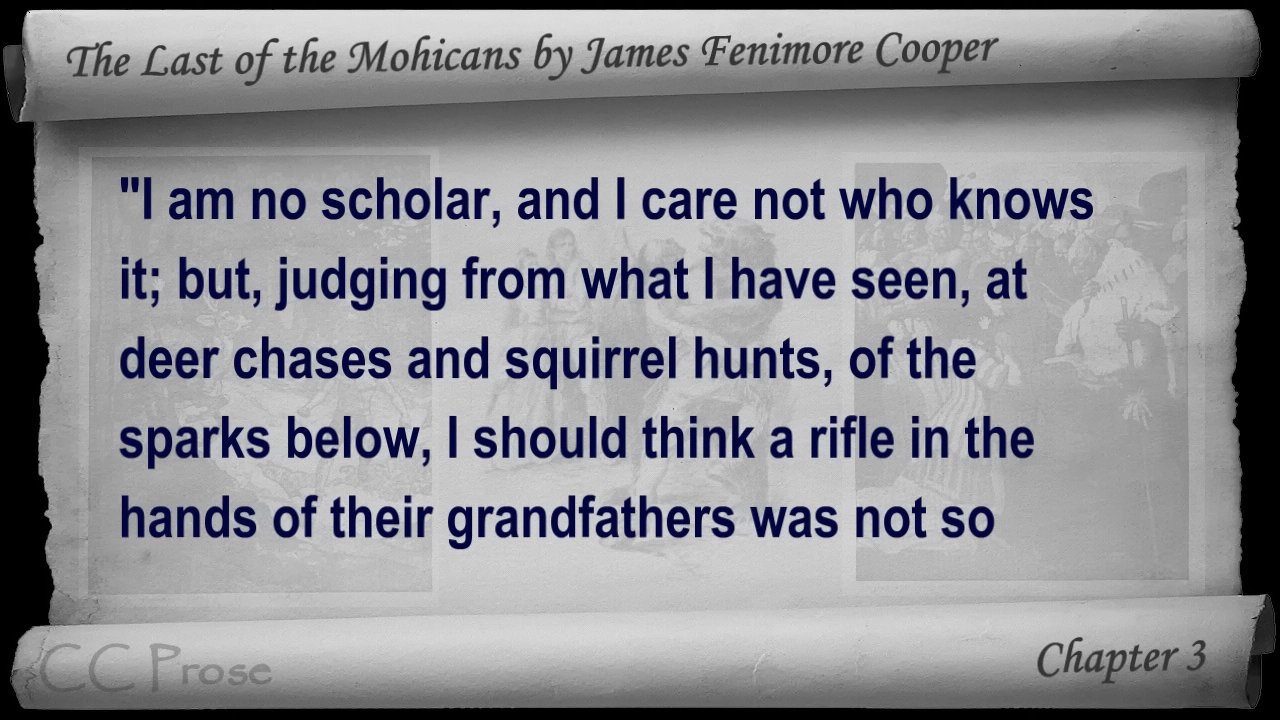 The Last of the Mohicans by James Fenimore Cooper
"I am no scholar, and I care not who knows
it; but, judging from what I have seen, at
deer chases and squirrel hunts, of the
sparks below, I should think a rifle in the
hands of their grandfathers was not so
CC Prose
Chapter 3